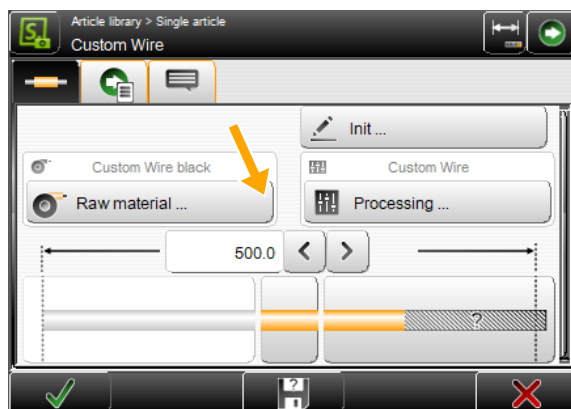 Article library > Single article
Custom Wire
Init ...
Custom Wire black
Custom Wire
Raw material ...
Processing ...
500.0
?
?